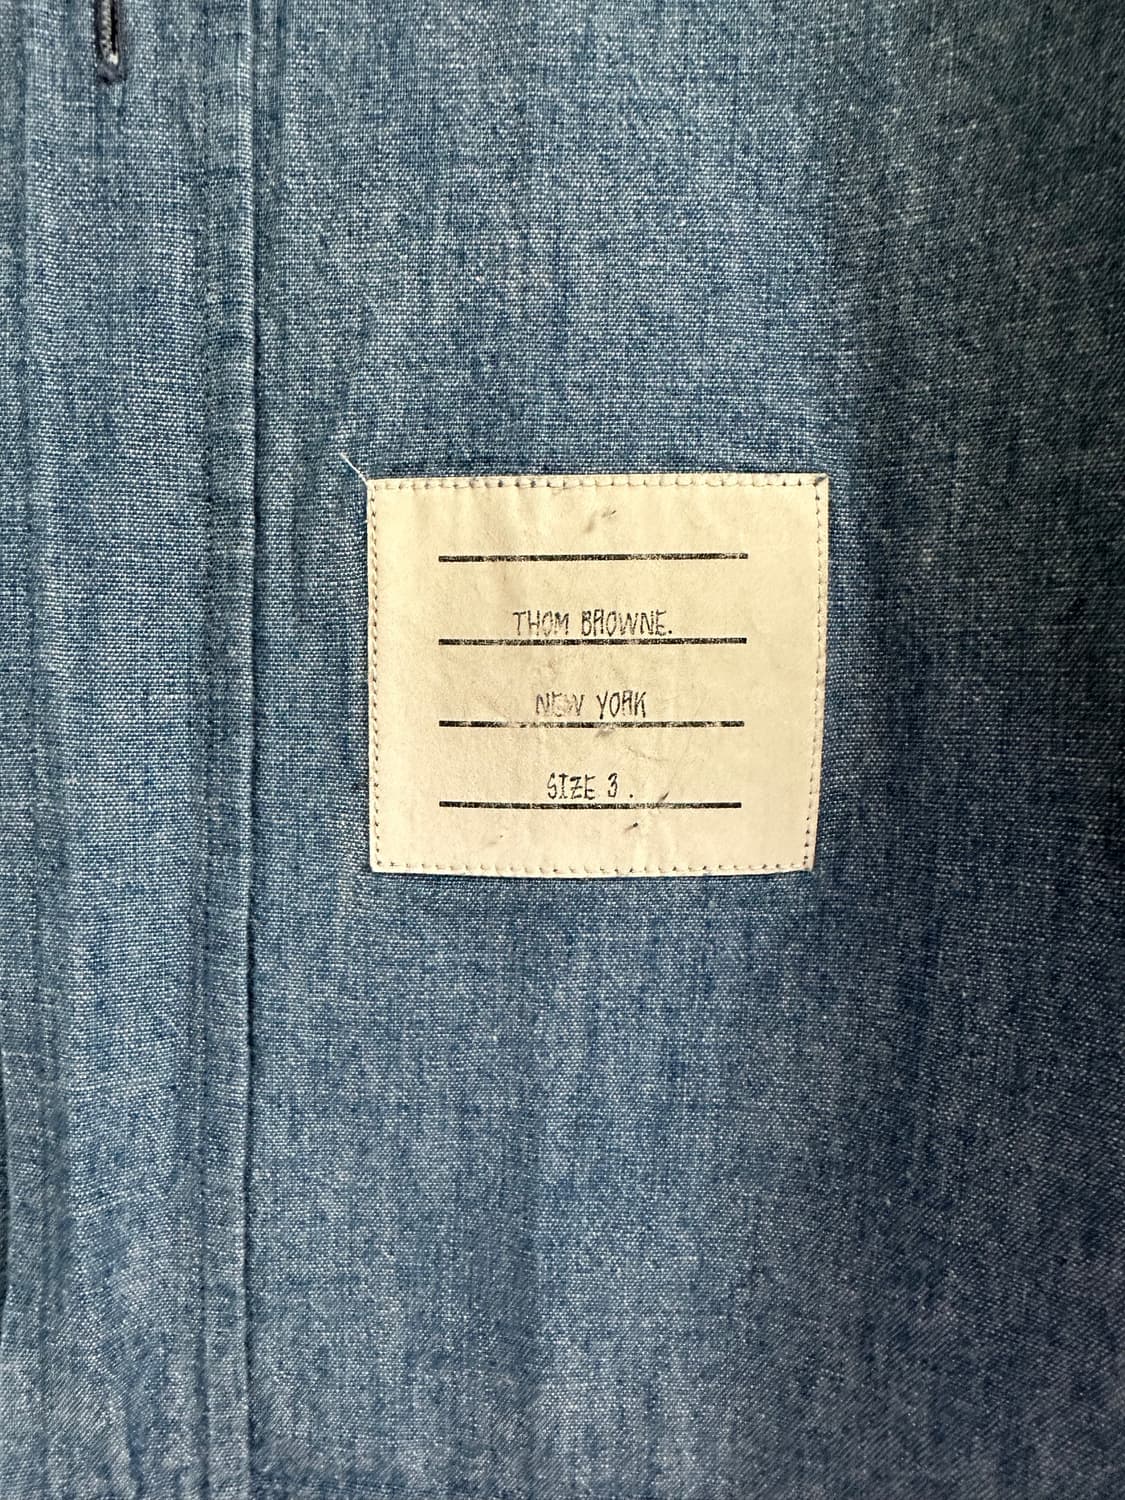 THOM BROWNE.
NEW YORK
SIZE 3 .